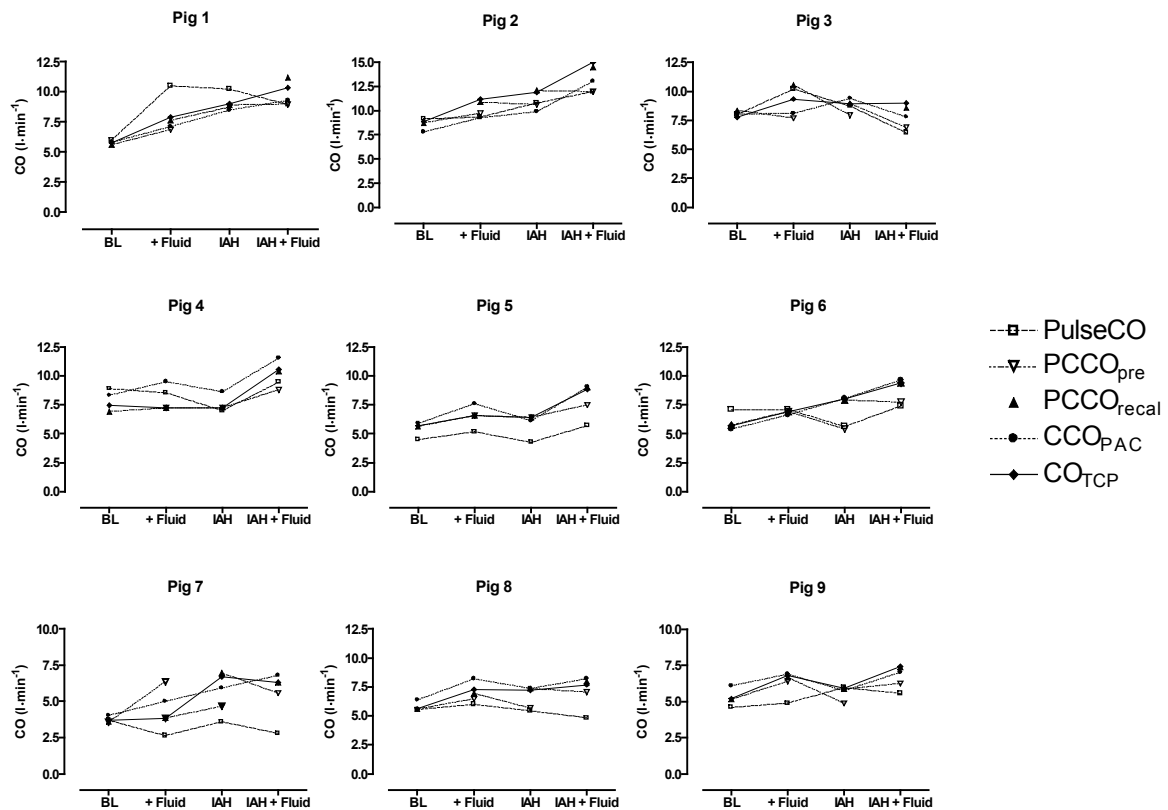 Pig 1
CO (l·min⁻¹)
12.5
10.0
7.5
5.0
2.5
0.0
BL + Fluid IAH IAH + Fluid
Pig 2
CO (l·min⁻¹)
15.0
12.5
10.0
7.5
5.0
2.5
0.0
BL + Fluid IAH IAH + Fluid
Pig 3
CO (l·min⁻¹)
12.5
10.0
7.5
5.0
2.5
0.0
BL + Fluid IAH IAH + Fluid
Pig 4
CO (l·min⁻¹)
12.5
10.0
7.5
5.0
2.5
0.0
BL + Fluid IAH IAH + Fluid
Pig 5
CO (l·min⁻¹)
12.5
10.0
7.5
5.0
2.5
0.0
BL + Fluid IAH IAH + Fluid
Pig 6
CO (l·min⁻¹)
12.5
10.0
7.5
5.0
2.5
0.0
BL + Fluid IAH IAH + Fluid
PulseCO
PCCOpre
PCCOrecal
CCOPAC
COTCP
Pig 7
CO (l·min⁻¹)
10.0
7.5
5.0
2.5
0.0
BL + Fluid IAH IAH + Fluid
Pig 8
CO (l·min⁻¹)
12.5
10.0
7.5
5.0
2.5
0.0
BL + Fluid IAH IAH + Fluid
Pig 9
CO (l·min⁻¹)
10.0
7.5
5.0
2.5
0.0
BL + Fluid IAH IAH + Fluid